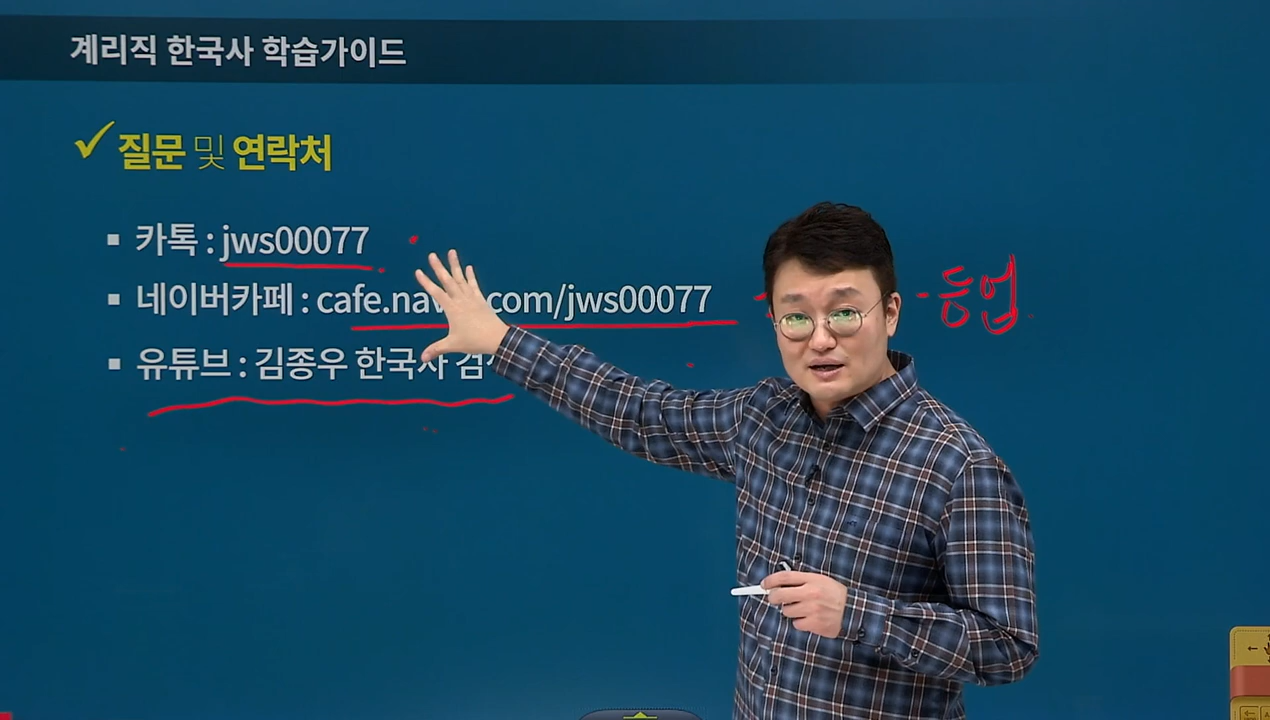 계리직 한국사 학습가이드
질문 및 연락처
카톡 : jws00077
네이버카페 : cafe.na com/jws00077 등업
유튜브 : 김종우 한국사